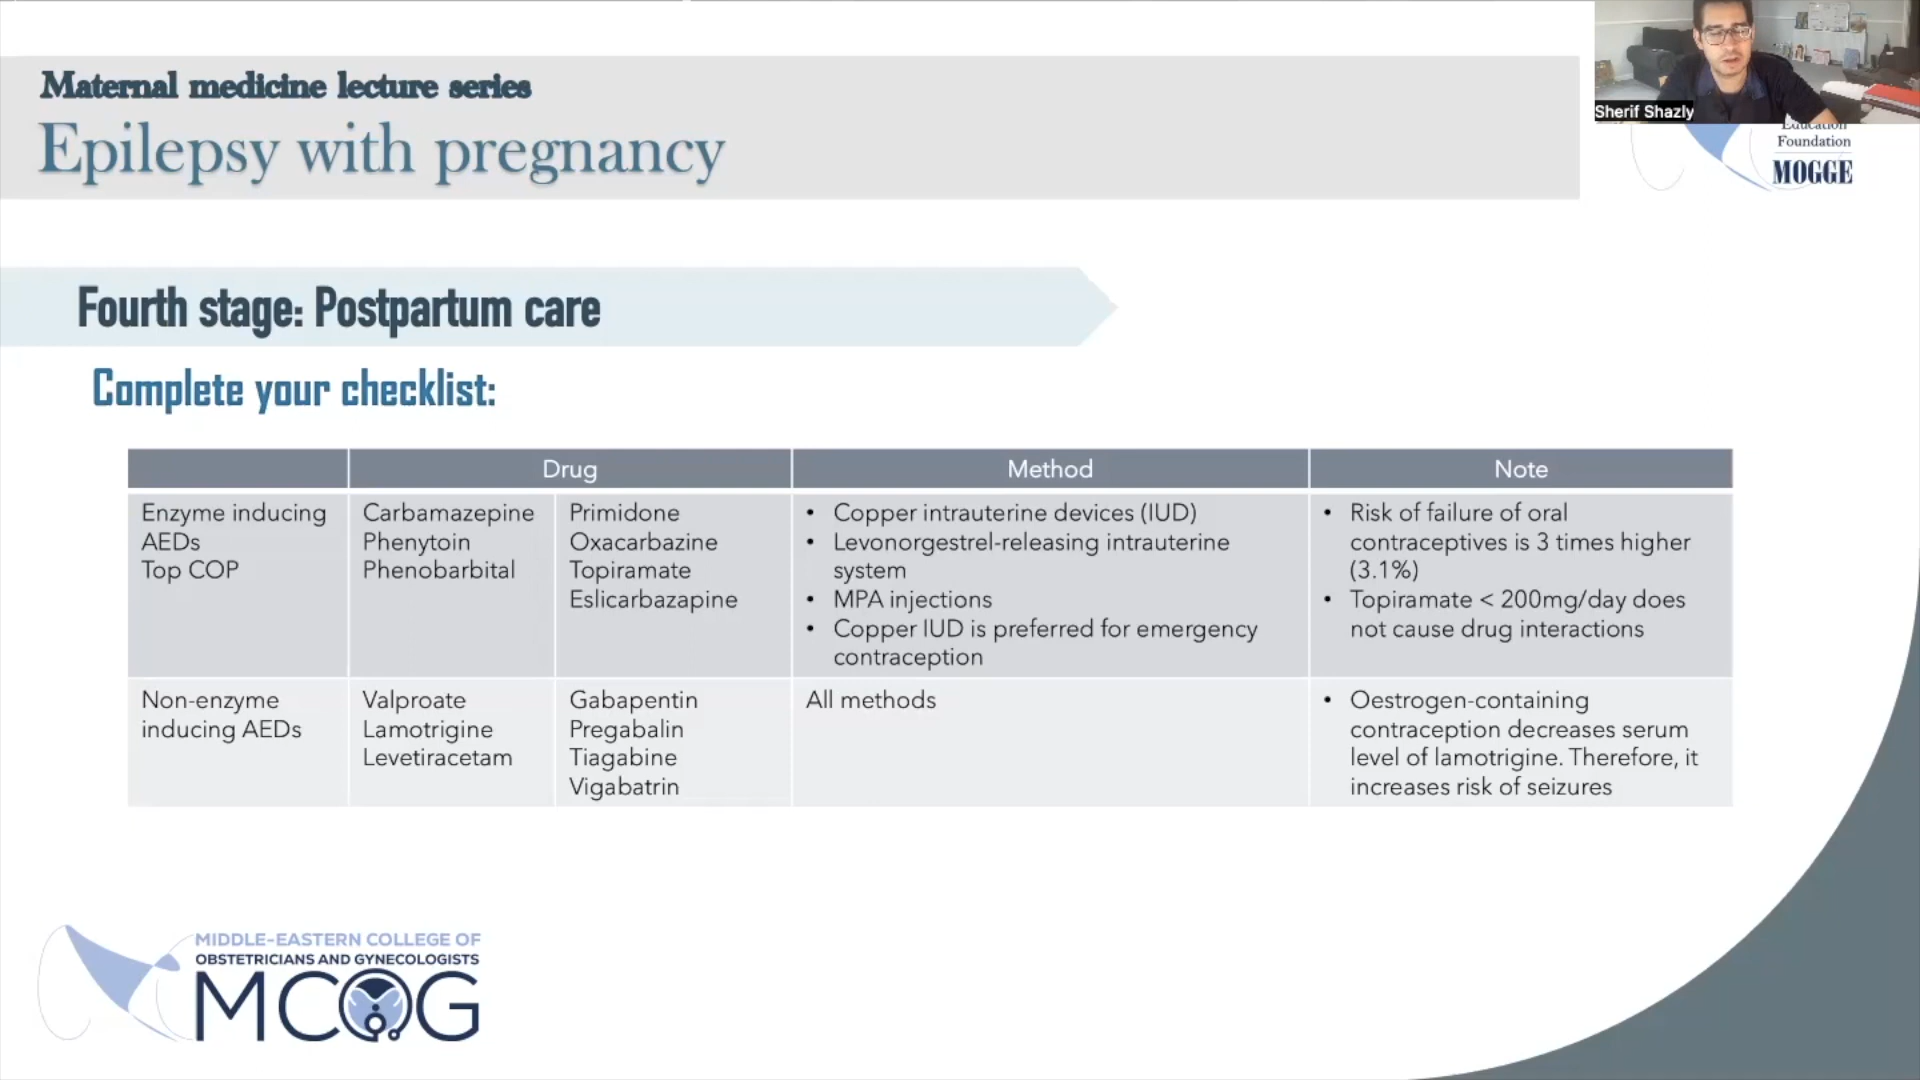 Maternal medicine lecture series
Epilepsy with pregnancy
Sherif Shazly
Education
Foundation
MOGGE
Fourth stage: Postpartum care
Complete your checklist:
Drug
Method
Note
Enzyme inducing
AEDs
Top COP
Carbamazepine
Phenytoin
Phenobarbital
Primidone
Oxacarbazine
Topiramate
Eslicarbazapine
• Copper intrauterine devices (IUD)
• Levonorgestrel-releasing intrauterine
system
• MPA injections
• Copper IUD is preferred for emergency
contraception
• Risk of failure of oral
contraceptives is 3 times higher
(3.1%)
• Topiramate < 200mg/day does
not cause drug interactions
Non-enzyme
inducing AEDs
Valproate
Lamotrigine
Levetiracetam
Gabapentin
Pregabalin
Tiagabine
Vigabatrin
All methods
• Oestrogen-containing
contraception decreases serum
level of lamotrigine. Therefore, it
increases risk of seizures
MIDDLE-EASTERN COLLEGE OF
OBSTETRICIANS AND GYNECOLOGISTS
MCOG